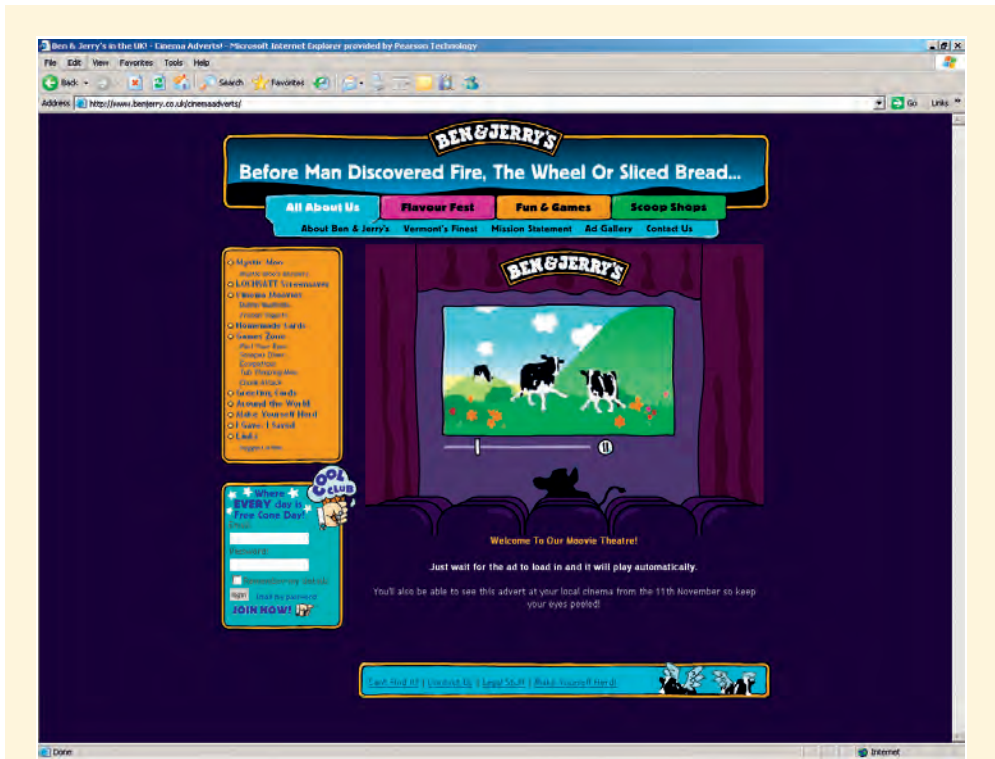 Ben & Jerry's in the UK! - Cinema Adverts! - Microsoft Internet Explorer provided by Pearson Technology
File Edit View Favorites Tools Help
Back Search Favorites
Address http://www.benjerry.co.uk/cinemaadverts/ Go Links
BEN & JERRY'S
Before Man Discovered Fire, The Wheel Or Sliced Bread...
All About Us Flavour Fest Fun & Games Scoop Shops
About Ben & Jerry's Vermont's Finest Mission Statement Ad Gallery Contact Us
Mystic Moo
Cinema
Homemade Cards
Games Zone
Greeting Cards
Around the World
Make Yourself Herd
Links
BEN & JERRY'S
COOL CLUB
Where
EVERY day is
Free Cone Day!
Email:
Password:
JOIN NOW!
Welcome To Our Moovie Theatre!
Just wait for the ad to load in and it will play automatically.
You'll also be able to see this advert at your local cinema from the 11th November so keep
your eyes peeled!
Can't Find It? | Contact Us | Legal Stuff | Make Yourself Herd!
Done Internet